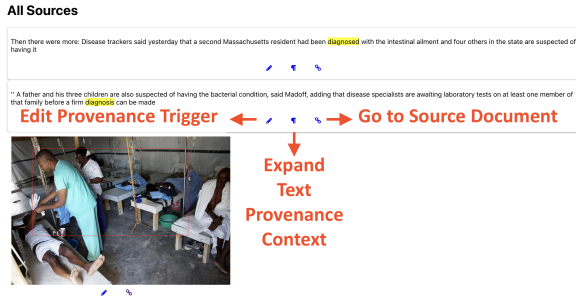 All Sources
Then there were more: Disease trackers said yesterday that a second Massachusetts resident had been diagnosed with the intestinal ailment and four others in the state are suspected of
having it
'' A father and his three children are also suspected of having the bacterial condition, said Madoff, adding that disease specialists are awaiting laboratory tests on at least one member of
that family before a firm diagnosis can be made
Edit Provenance Trigger
Go to Source Document
Expand
Text
Provenance
Context